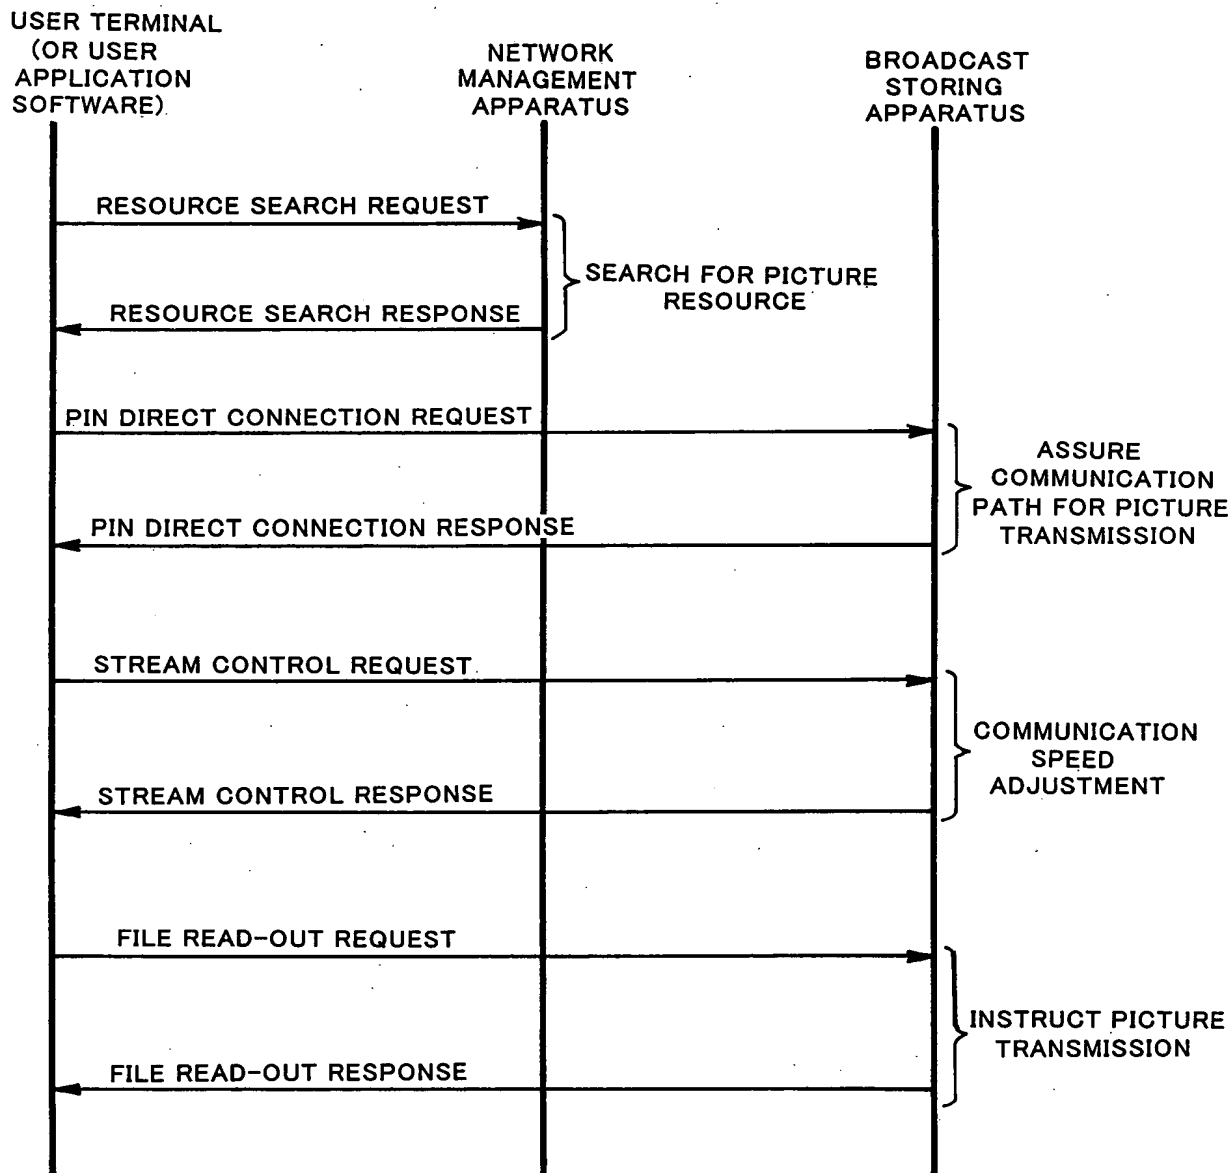 USER TERMINAL
(OR USER
APPLICATION
SOFTWARE)
NETWORK
MANAGEMENT
APPARATUS
BROADCAST
STORING
APPARATUS
RESOURCE SEARCH REQUEST
SEARCH FOR PICTURE
RESOURCE
RESOURCE SEARCH RESPONSE
PIN DIRECT CONNECTION REQUEST
ASSURE
COMMUNICATION
PATH FOR PICTURE
TRANSMISSION
PIN DIRECT CONNECTION RESPONSE
STREAM CONTROL REQUEST
COMMUNICATION
SPEED
ADJUSTMENT
STREAM CONTROL RESPONSE
FILE READ-OUT REQUEST
INSTRUCT PICTURE
TRANSMISSION
FILE READ-OUT RESPONSE